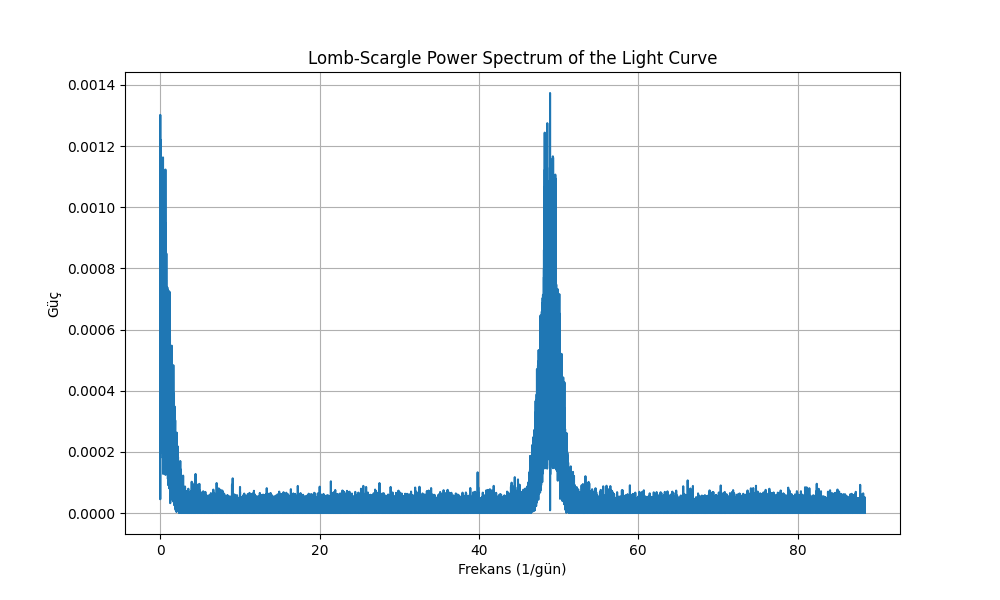 Lomb-Scargle Power Spectrum of the Light Curve
0.0014
0.0012
0.0010
0.0008
0.0006
0.0004
0.0002
0.0000
Güç
0 20 40 60 80
Frekans (1/gün)